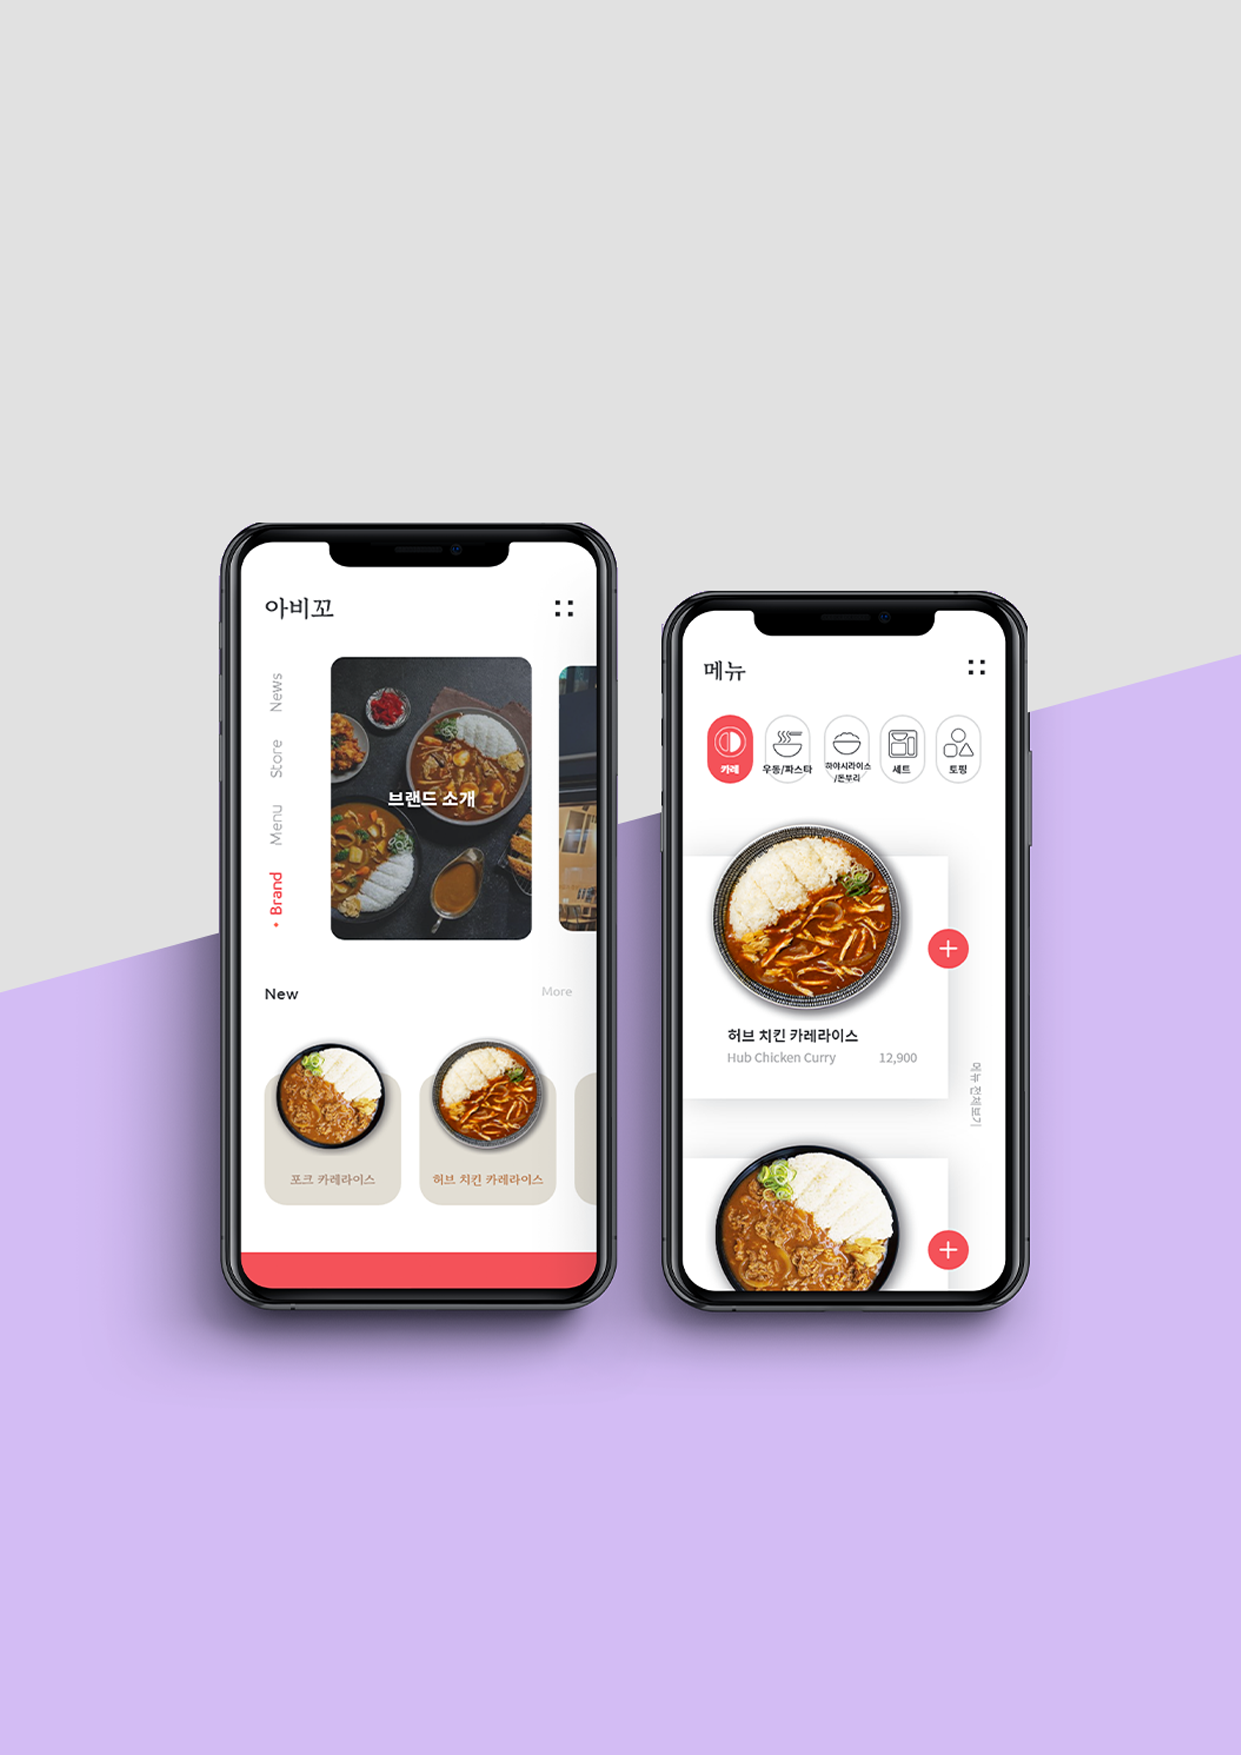 아비꼬
News
Store
Menu
Brand
브랜드 소개
New
More
포크 카레라이스
허브 치킨 카레라이스
메뉴
카레
우동/파스타
하야시라이스
/돈부리
세트
토핑
허브 치킨 카레라이스
Hub Chicken Curry
12,900
메뉴 전체보기